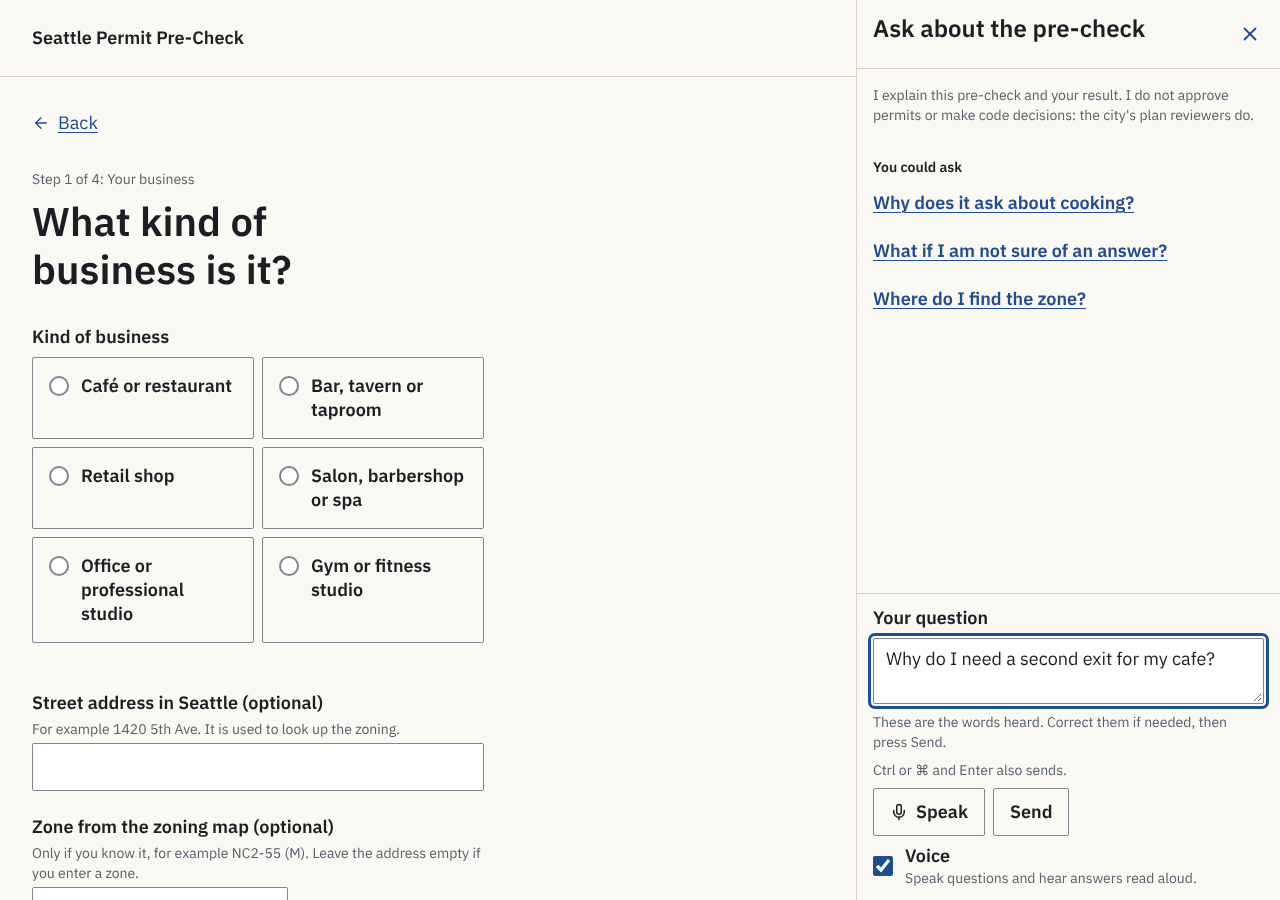 Seattle Permit Pre-Check
Back
Step 1 of 4: Your business
What kind of
business is it?
Kind of business
Café or restaurant
Bar, tavern or
taproom
Retail shop
Salon, barbershop
or spa
Office or
professional
studio
Gym or fitness
studio
Street address in Seattle (optional)
For example 1420 5th Ave. It is used to look up the zoning.
Zone from the zoning map (optional)
Only if you know it, for example NC2-55 (M). Leave the address empty if
you enter a zone.
Ask about the pre-check
I explain this pre-check and your result. I do not approve
permits or make code decisions: the city's plan reviewers do.
You could ask
Why does it ask about cooking?
What if I am not sure of an answer?
Where do I find the zone?
Your question
Why do I need a second exit for my cafe?
These are the words heard. Correct them if needed, then
press Send.
Ctrl or ⌘ and Enter also sends.
Speak
Send
Voice
Speak questions and hear answers read aloud.